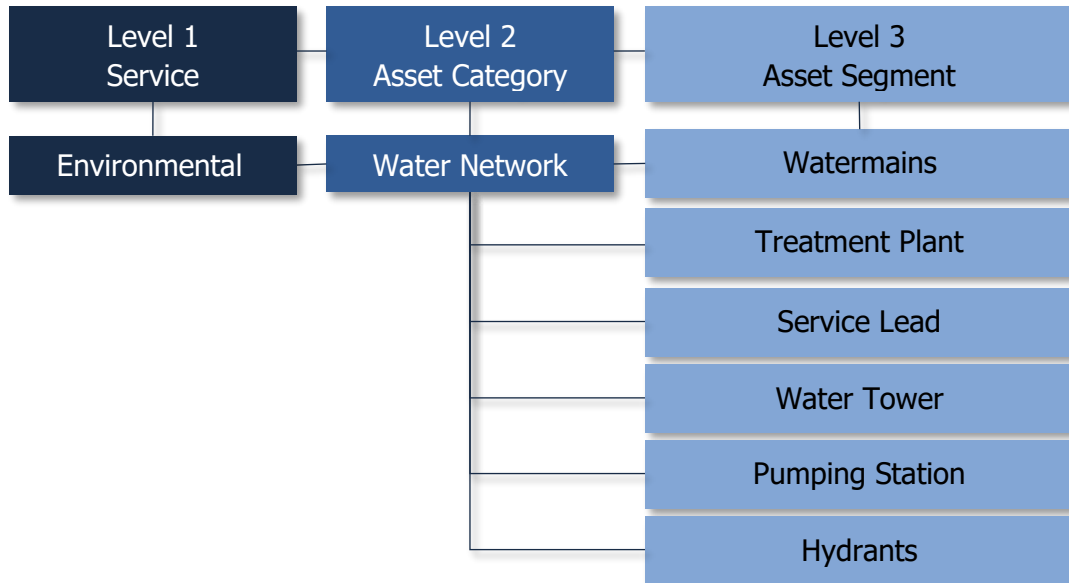 Level 1
Service
Level 2
Asset Category
Level 3
Asset Segment
Environmental
Water Network
Watermains
Treatment Plant
Service Lead
Water Tower
Pumping Station
Hydrants